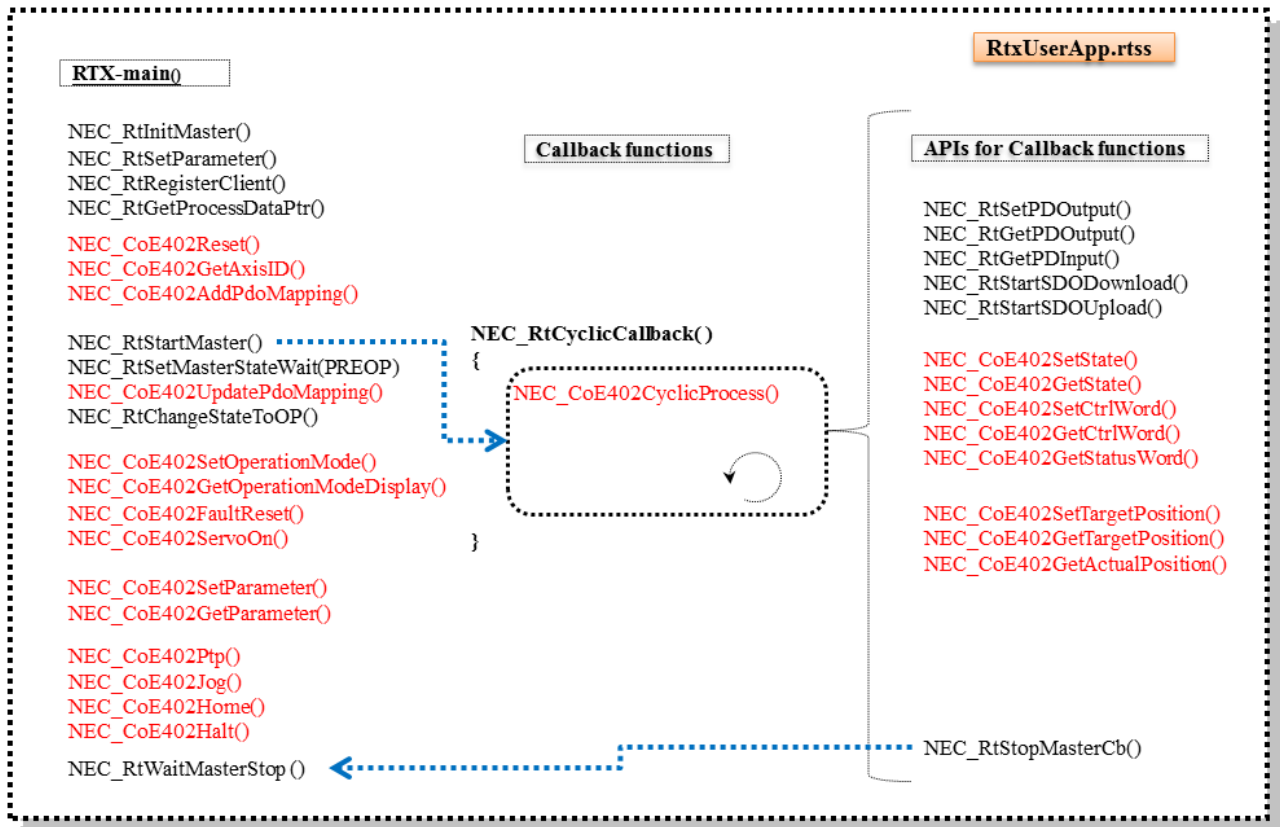 RtxUserApp.rtss
RTX-main()
NEC_RtInitMaster()
NEC_RtSetParameter()
NEC_RtRegisterClient()
NEC_RtGetProcessDataPtr()
NEC_CoE402Reset()
NEC_CoE402GetAxisID()
NEC_CoE402AddPdoMapping()
NEC_RtStartMaster()
NEC_RtSetMasterStateWait(PREOP)
NEC_CoE402UpdatePdoMapping()
NEC_RtChangeStateToOP()
NEC_CoE402SetOperationMode()
NEC_CoE402GetOperationModeDisplay()
NEC_CoE402FaultReset()
NEC_CoE402ServoOn()
NEC_CoE402SetParameter()
NEC_CoE402GetParameter()
NEC_CoE402Ptp()
NEC_CoE402Jog()
NEC_CoE402Home()
NEC_CoE402Halt()
NEC_RtWaitMasterStop ()
Callback functions
NEC_RtCyclicCallback()
{
NEC_CoE402CyclicProcess()
}
APIs for Callback functions
NEC_RtSetPDOutput()
NEC_RtGetPDOutput()
NEC_RtGetPDInput()
NEC_RtStartSDODownload()
NEC_RtStartSDOUpload()
NEC_CoE402SetState()
NEC_CoE402GetState()
NEC_CoE402SetCtrlWord()
NEC_CoE402GetCtrlWord()
NEC_CoE402GetStatusWord()
NEC_CoE402SetTargetPosition()
NEC_CoE402GetTargetPosition()
NEC_CoE402GetActualPosition()
NEC_RtStopMasterCb()